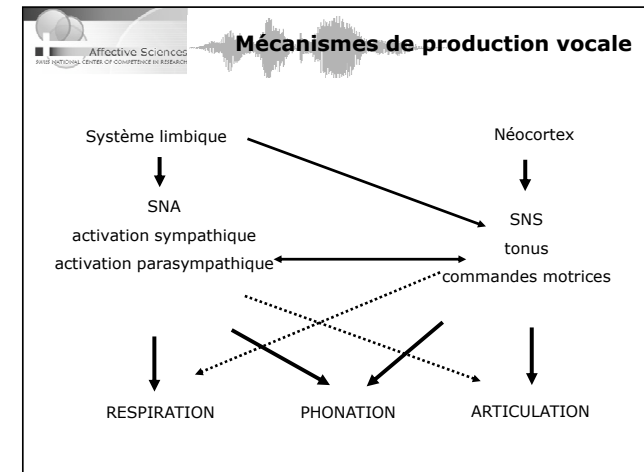 Affective Sciences
SWISS NATIONAL CENTER OF COMPETENCE IN RESEARCH
Mécanismes de production vocale
Système limbique
Néocortex
SNA
activation sympathique
activation parasympathique
SNS
tonus
commandes motrices
RESPIRATION
PHONATION
ARTICULATION